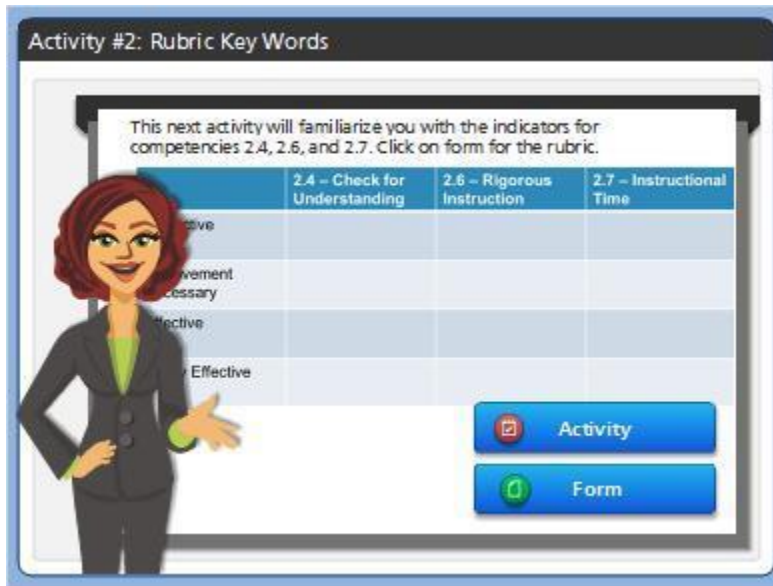 Activity #2: Rubric Key Words
This next activity will familiarize you with the indicators for
competencies 2.4, 2.6, and 2.7. Click on form for the rubric.
2.4 – Check for Understanding
2.6 – Rigorous Instruction
2.7 – Instructional Time
Effective
Activity
Form